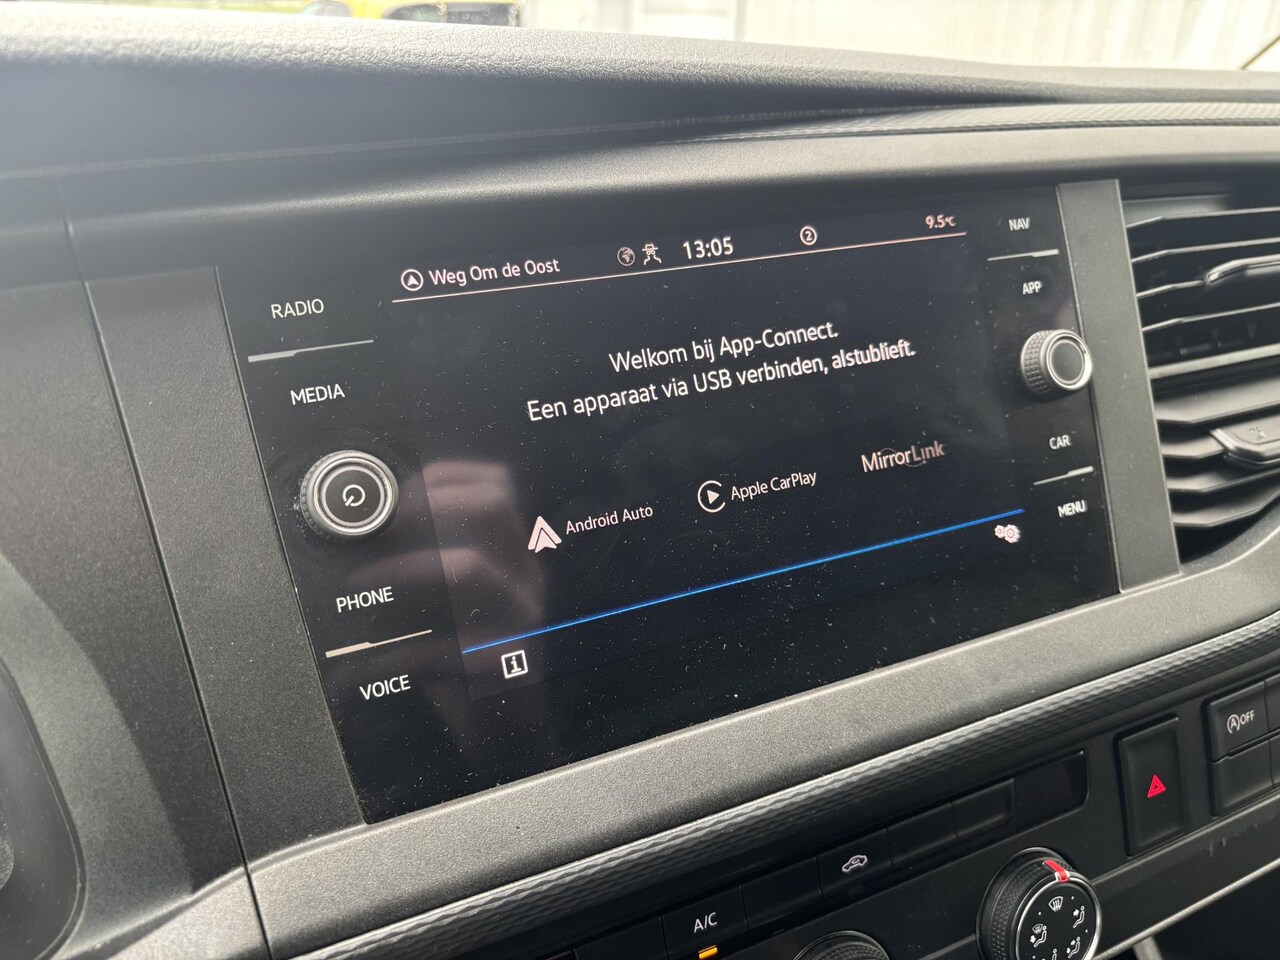 Weg Om de Oost
13:05
2
9.5°C
NAV
RADIO
APP
MEDIA
Welkom bij App-Connect.
Een apparaat via USB verbinden, alstublieft.
Android Auto
Apple CarPlay
MirrorLink
CAR
MENU
PHONE
VOICE
i
A OFF
A/C